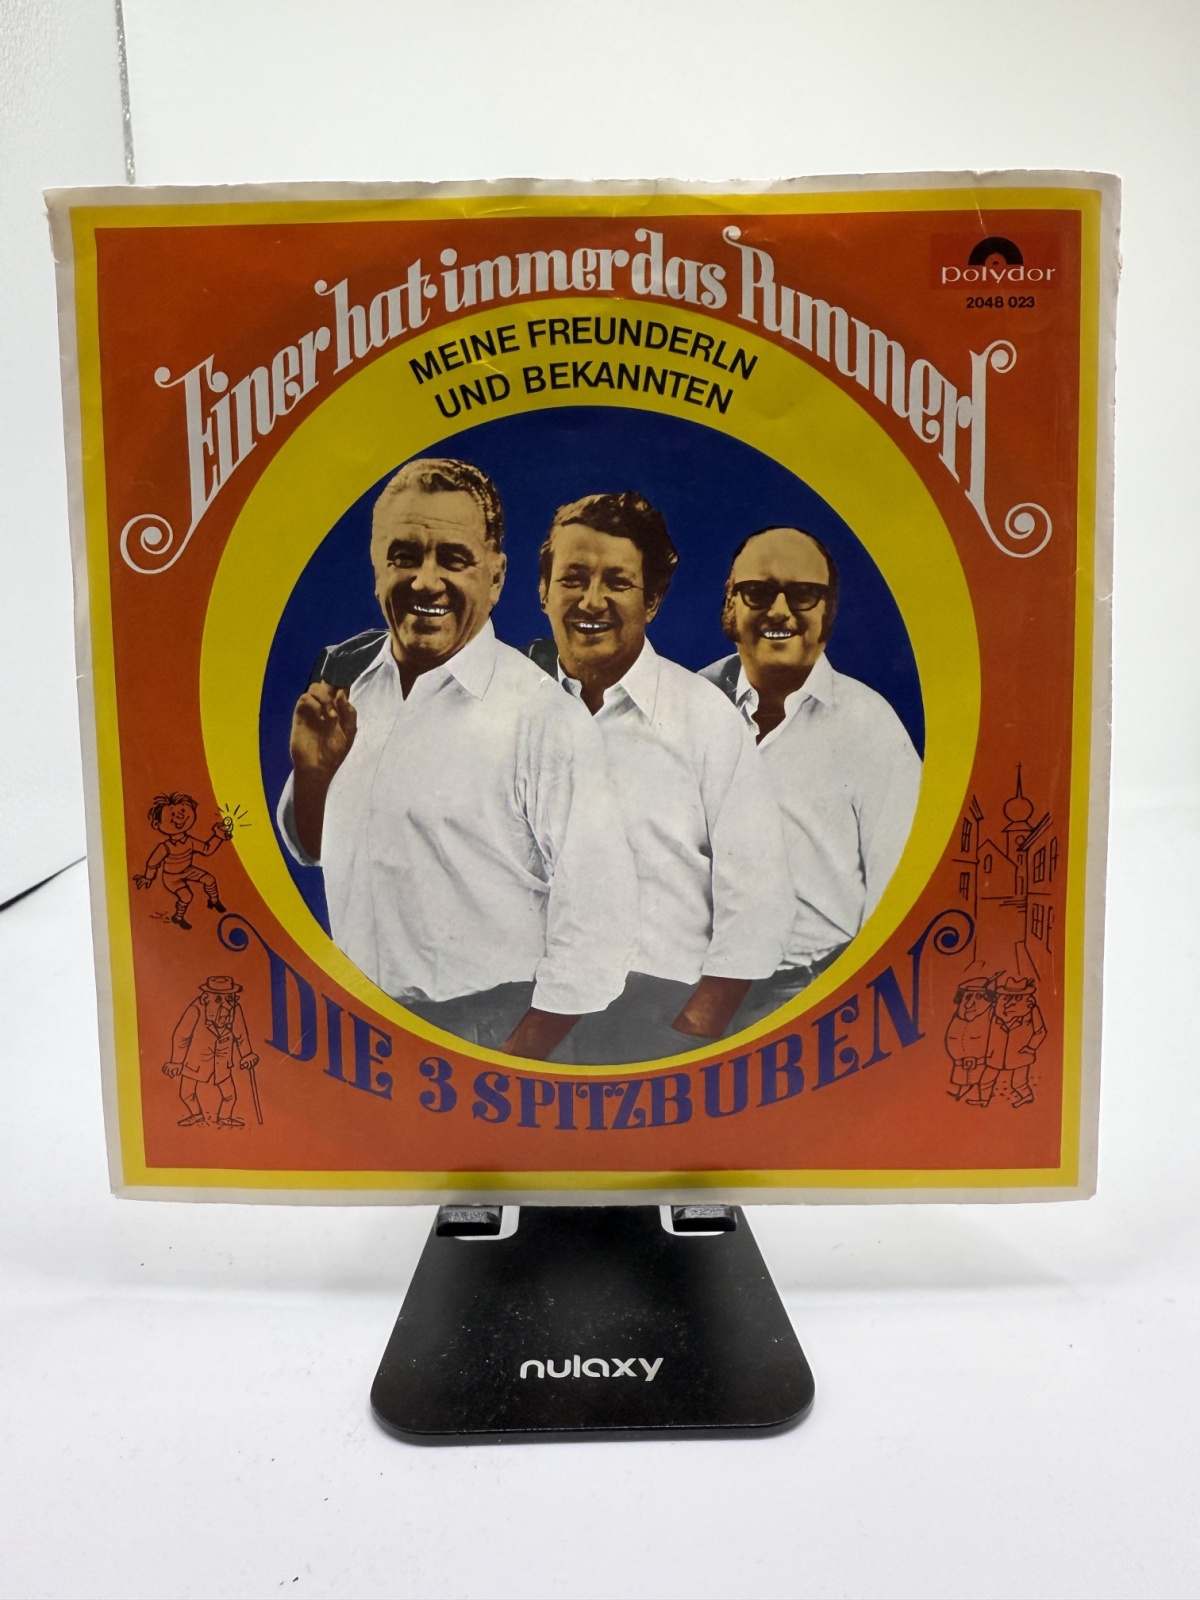 Einer hat immer das Pummerl
polydor
2048 023
MEINE FREUNDERLN
UND BEKANNTEN
DIE 3 SPITZBUBEN
nulaxy